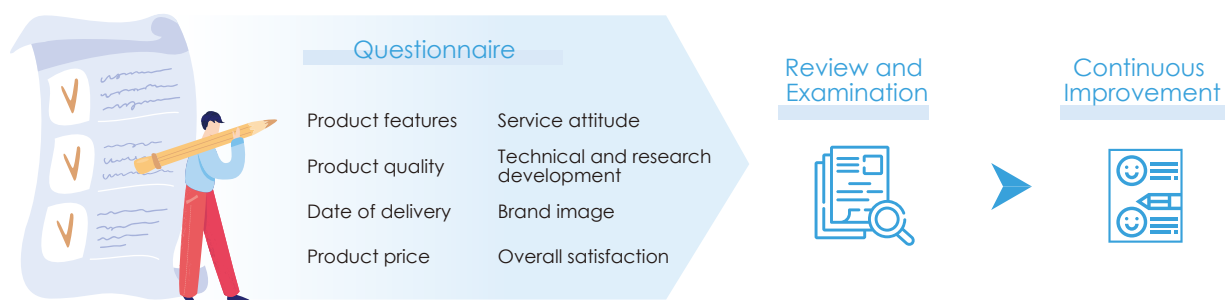 Questionnaire
Product features
Product quality
Date of delivery
Product price
Service attitude
Technical and research
development
Brand image
Overall satisfaction
Review and
Examination
Continuous
Improvement